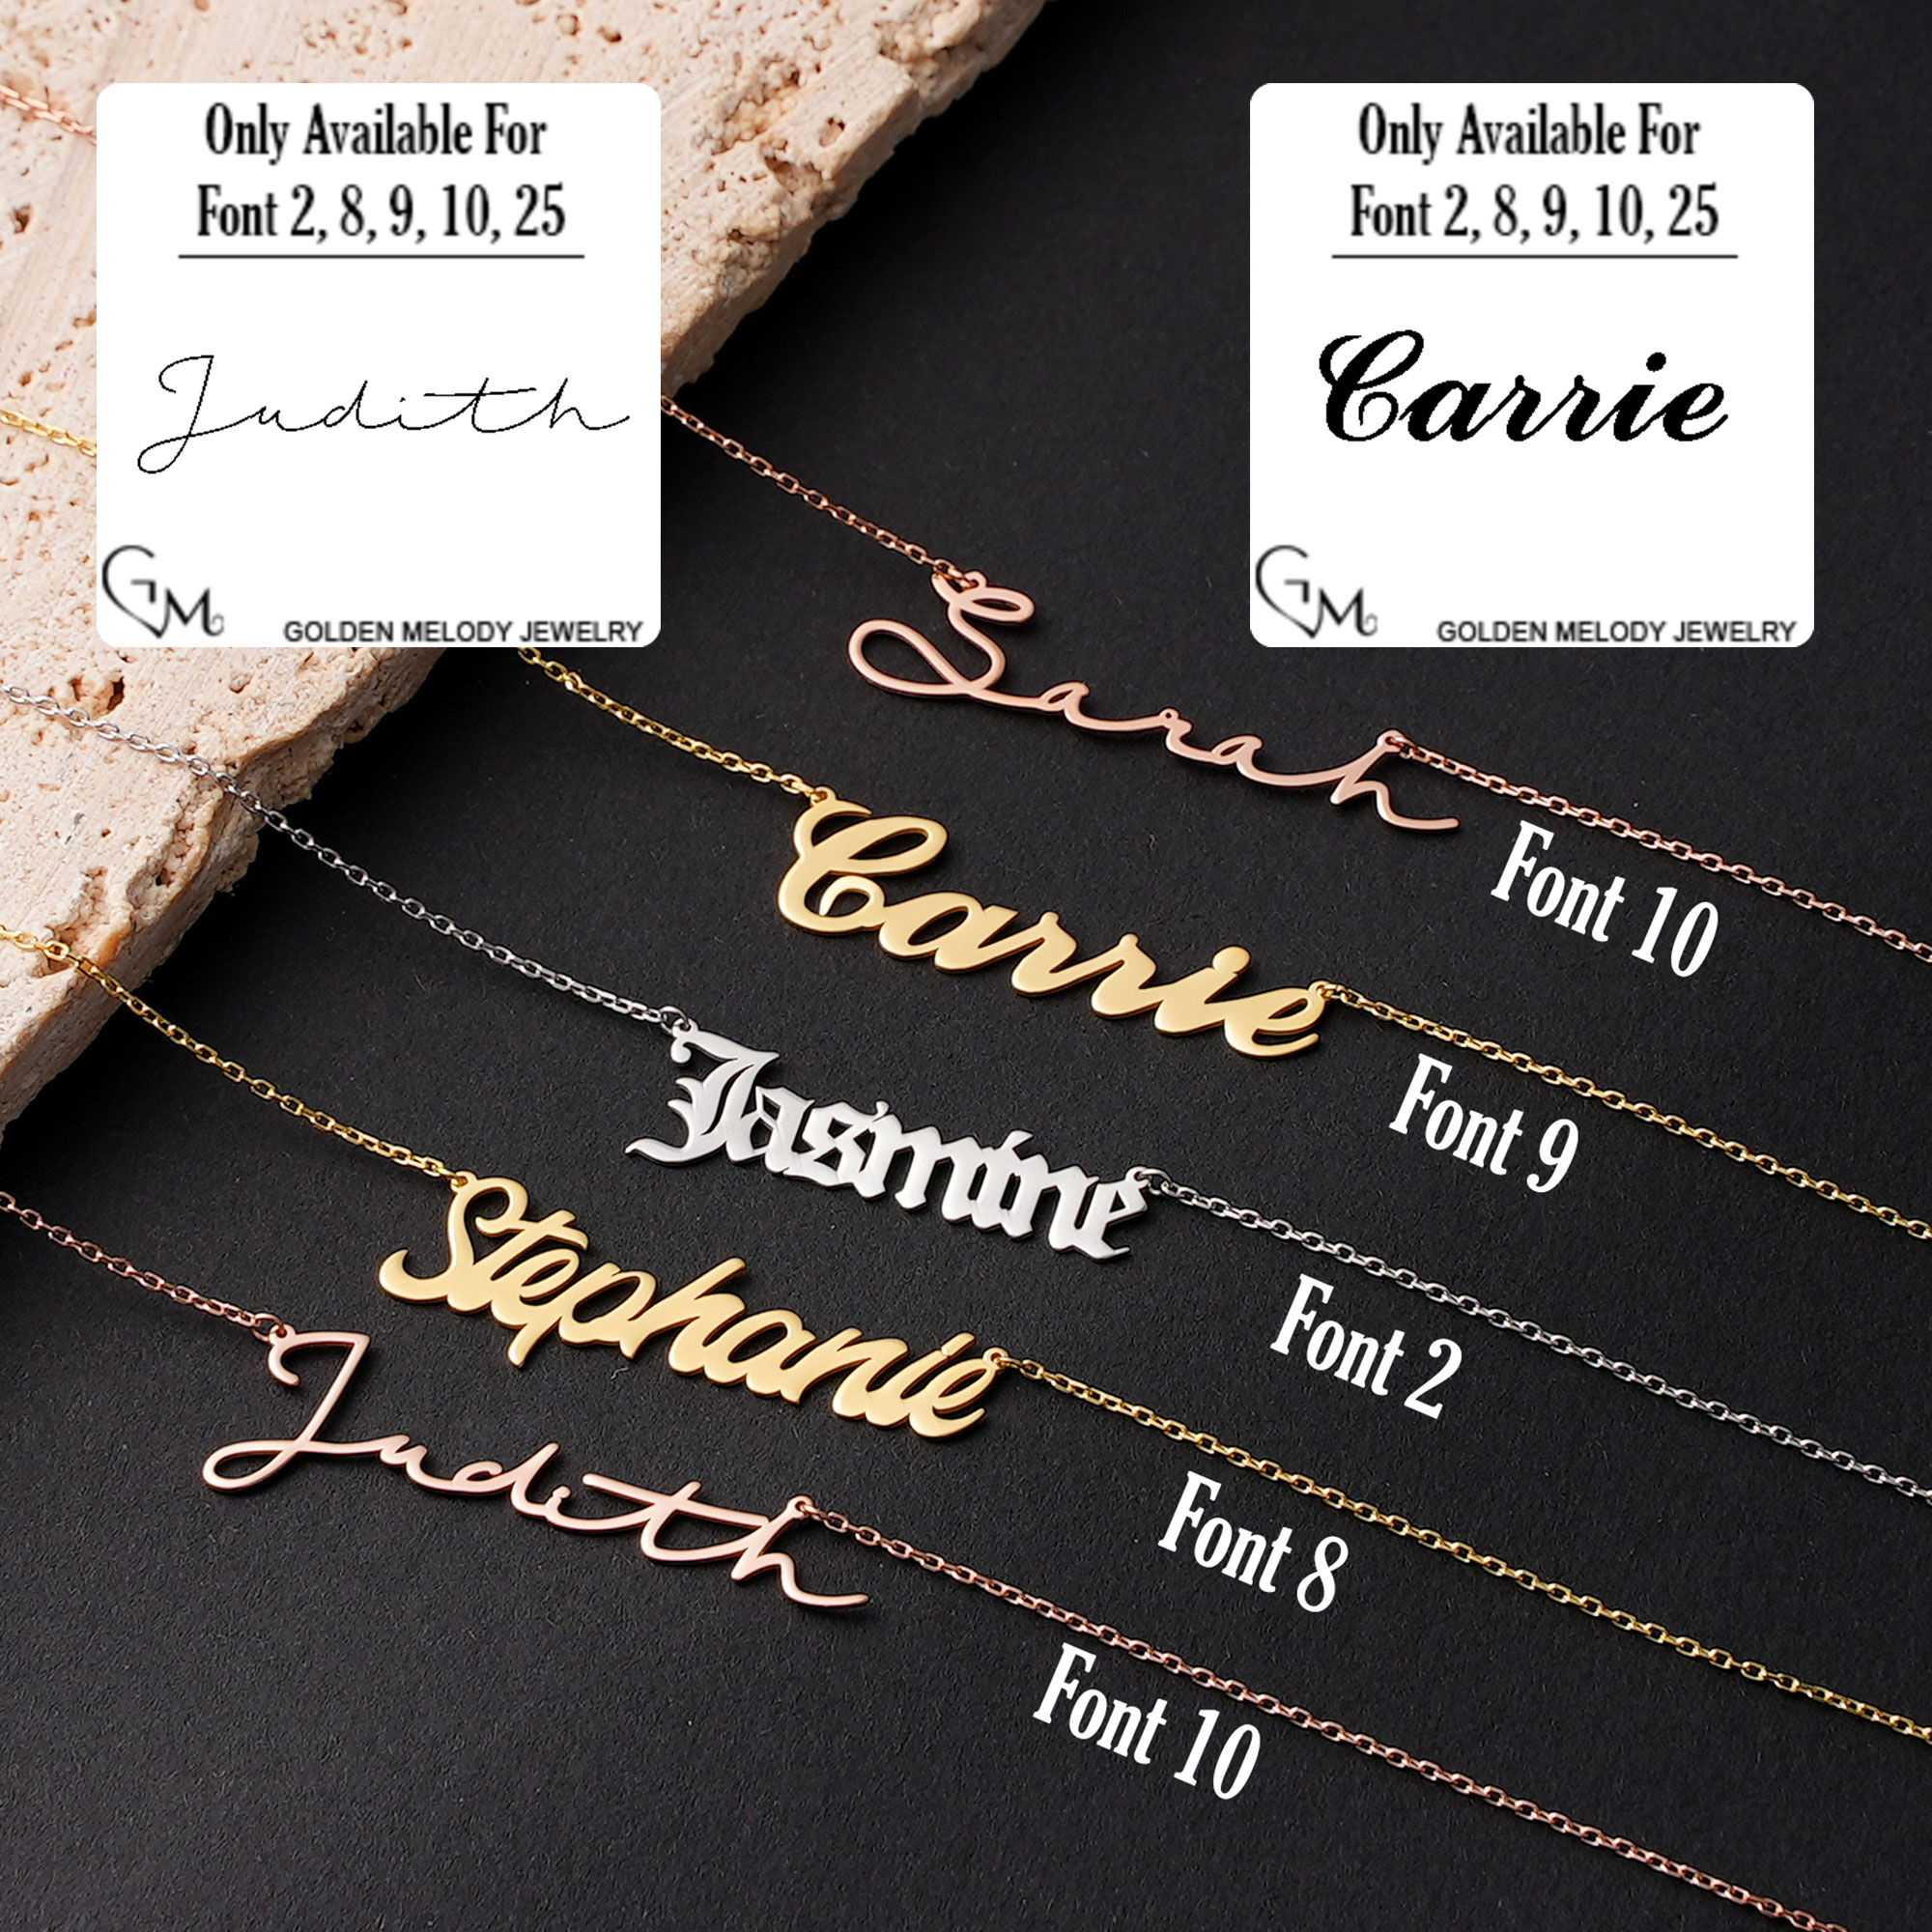 Only Available For
Font 2, 8, 9, 10, 25
Judith
GM
GOLDEN MELODY JEWELRY
Only Available For
Font 2, 8, 9, 10, 25
Carrie
GM
GOLDEN MELODY JEWELRY
Sarah
Font 10
Carrie
Font 9
Jasmine
Font 2
Stephanie
Font 8
Judith
Font 10